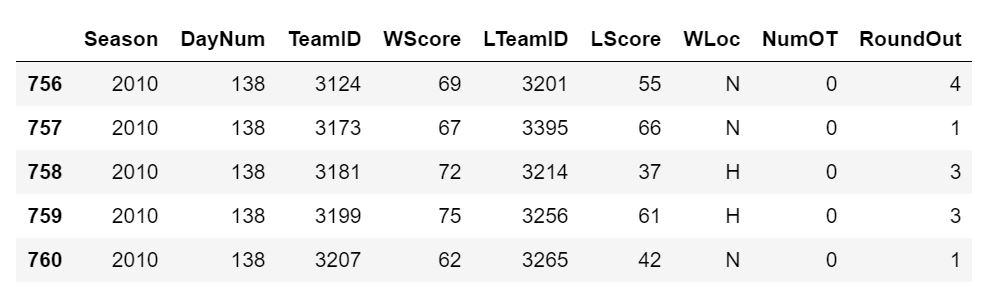 Season DayNum TeamID WScore LTeamID LScore WLoc NumOT RoundOut
756 2010 138 3124 69 3201 55 N 0 4
757 2010 138 3173 67 3395 66 N 0 1
758 2010 138 3181 72 3214 37 H 0 3
759 2010 138 3199 75 3256 61 H 0 3
760 2010 138 3207 62 3265 42 N 0 1